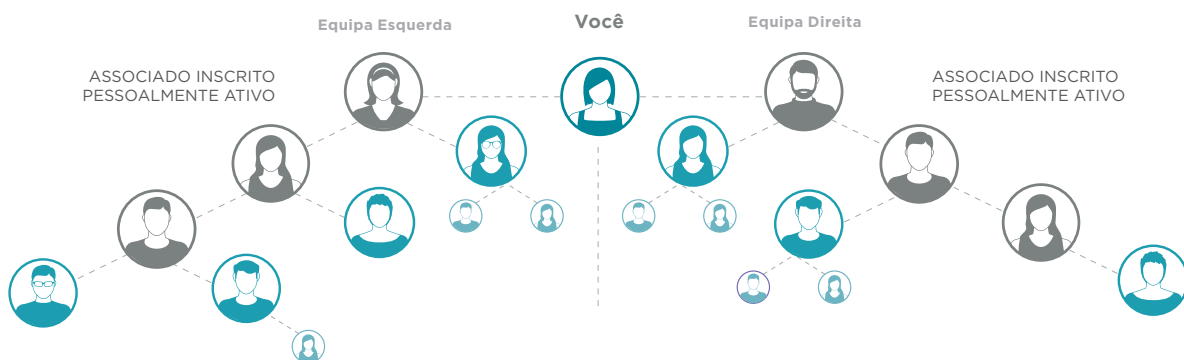 Equipa Esquerda
Você
Equipa Direita
ASSOCIADO INSCRITO
PESSOALMENTE ATIVO
ASSOCIADO INSCRITO
PESSOALMENTE ATIVO